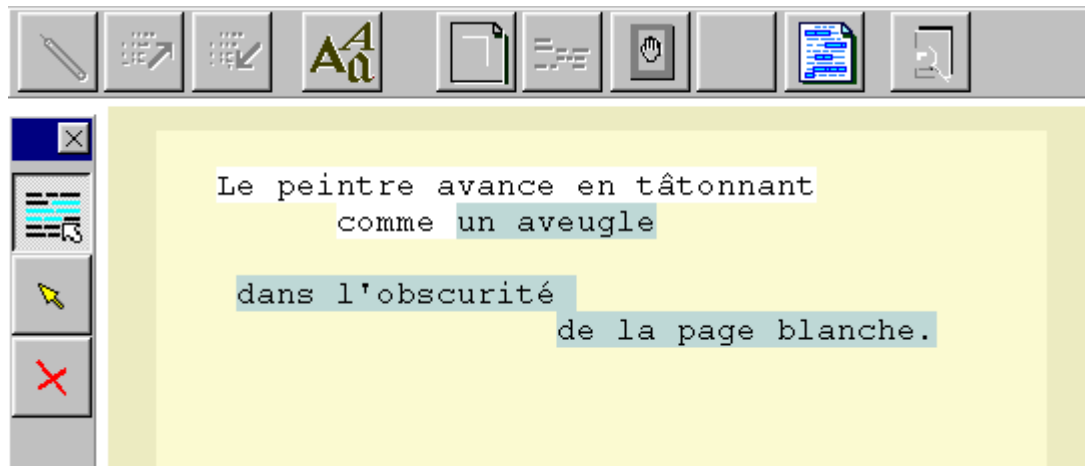 Le peintre avance en tâtonnant
comme un aveugle
dans l'obscurité
de la page blanche.